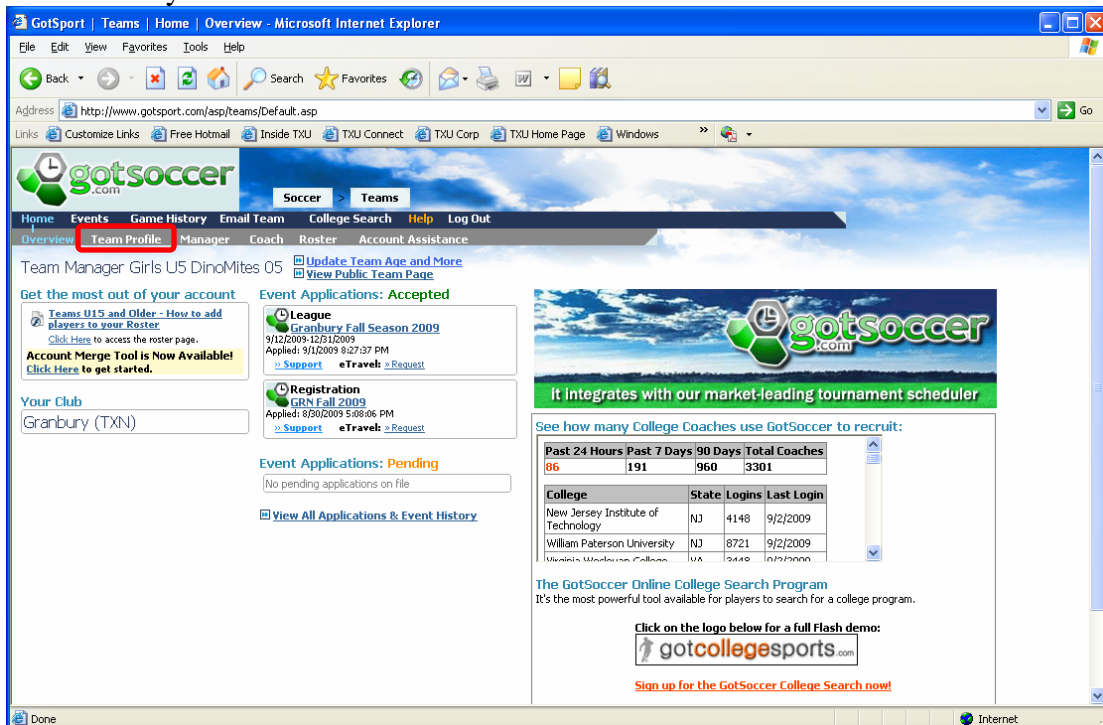 GotSport | Teams | Home | Overview - Microsoft Internet Explorer
File Edit View Favorites Tools Help
Back Search Favorites
Address http://www.gotsport.com/asp/teams/Default.asp Go
Links Customize Links Free Hotmail Inside TXU TXU Connect TXU Corp TXU Home Page Windows »
gotsoccer
.com
Soccer > Teams
Home Events Game History Email Team College Search Help Log Out
Overview Team Profile Manager Coach Roster Account Assistance
Team Manager Girls U5 DinoMites 05
Update Team Age and More
View Public Team Page
Get the most out of your account
Teams U15 and Older - How to add
players to your Roster
Click Here to access the roster page.
Account Merge Tool is Now Available!
Click Here to get started.
Your Club
Granbury (TXN)
Event Applications: Accepted
League
Granbury Fall Season 2009
9/12/2009-12/31/2009
Applied: 9/1/2009 8:27:37 PM
» Support eTravel: » Request
Registration
GRN Fall 2009
Applied: 8/30/2009 5:08:06 PM
» Support eTravel: » Request
Event Applications: Pending
No pending applications on file
View All Applications & Event History
gotsoccer
.com
it integrates with our market-leading tournament scheduler
See how many College Coaches use GotSoccer to recruit:
Past 24 Hours Past 7 Days 90 Days Total Coaches
86 191 960 3301
College State Logins Last Login
New Jersey Institute of
Technology NJ 4148 9/2/2009
William Paterson University NJ 8721 9/2/2009
Virginia Wesleyan College VA 3448 9/2/2009
The GotSoccer Online College Search Program
It's the most powerful tool available for players to search for a college program.
Click on the logo below for a full Flash demo:
gotcollegesports.com
Sign up for the GotSoccer College Search now!
Done Internet